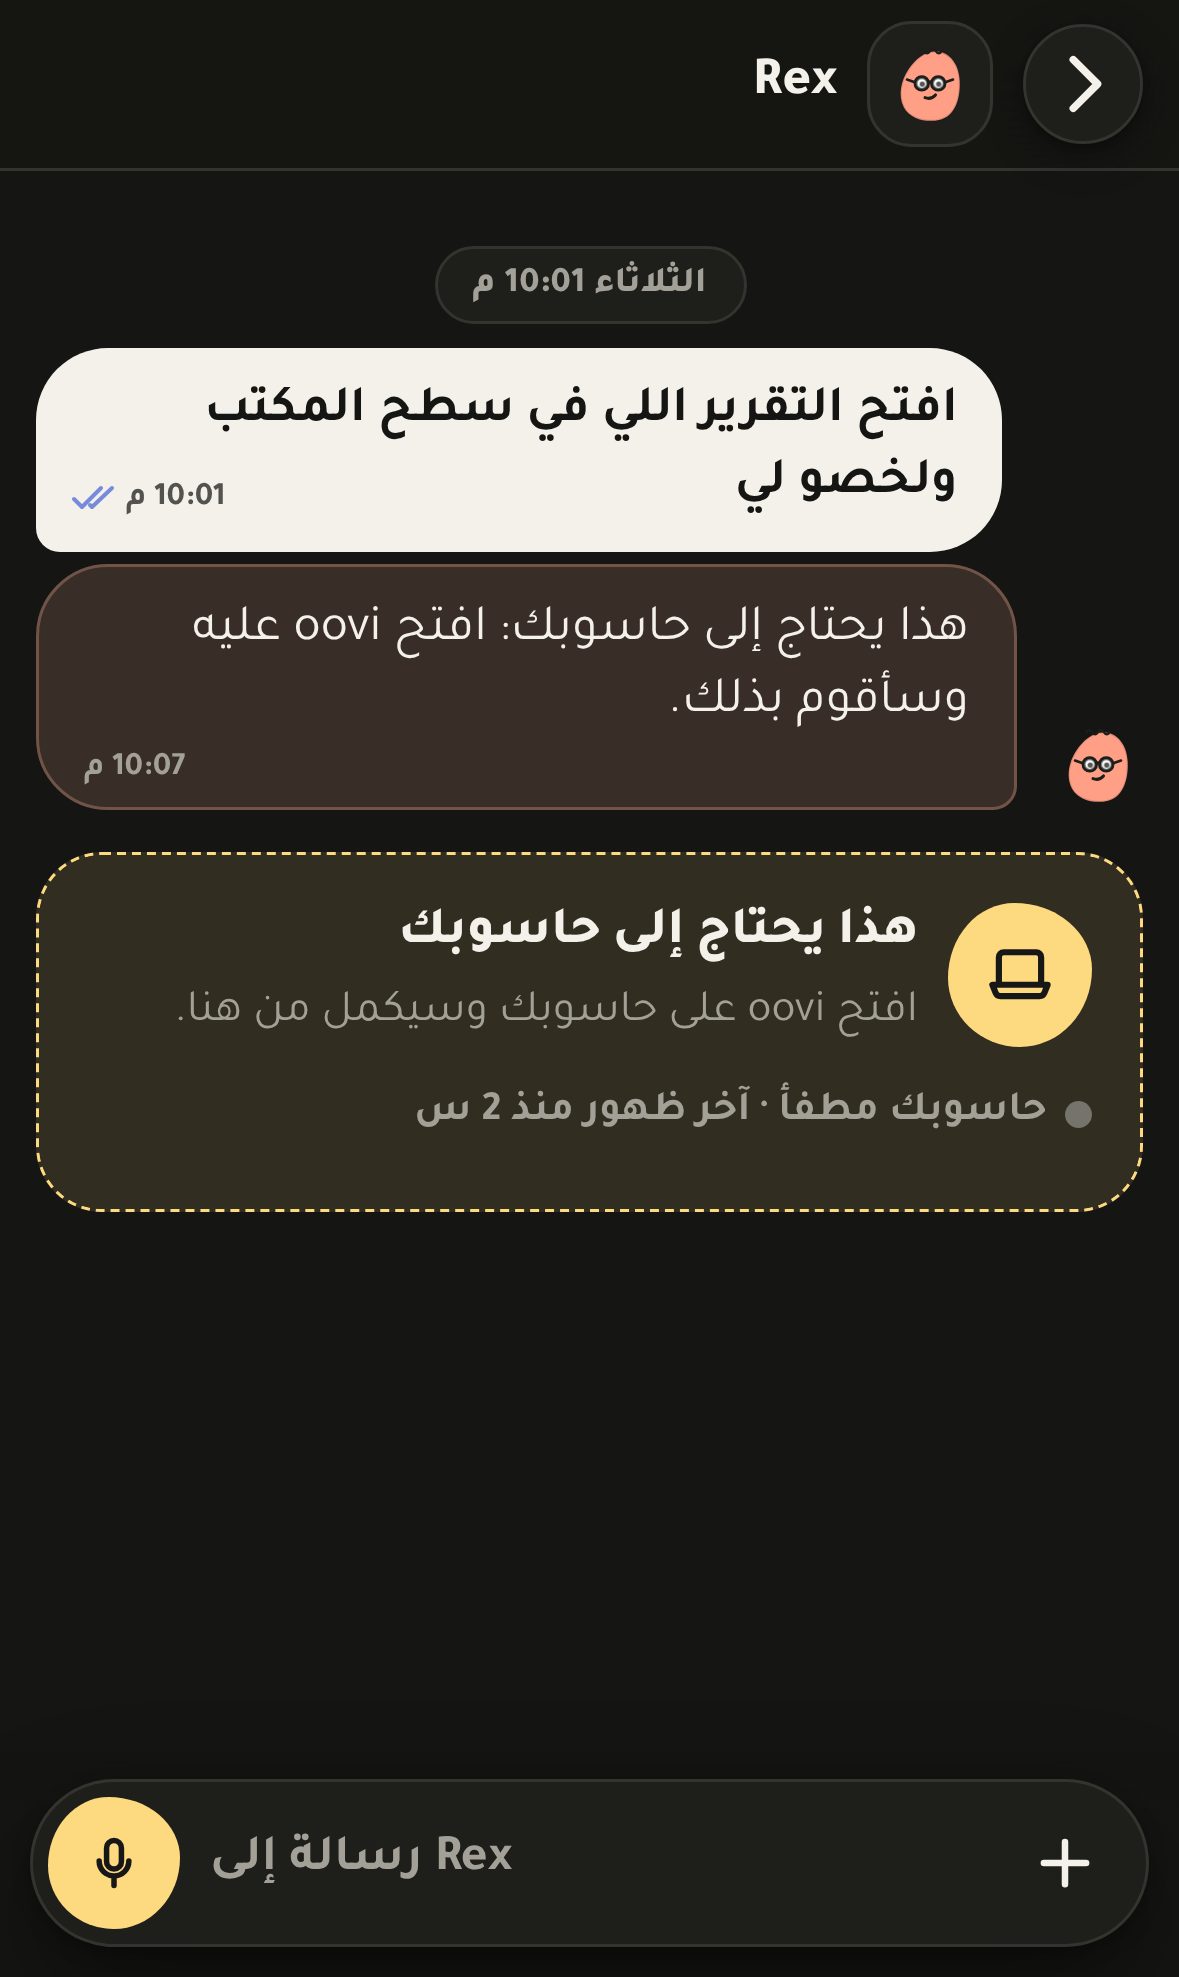 Rex
الثلاثاء 10:01 م
افتح التقرير اللي في سطح المكتب
ولخصو لي
10:01 م
هذا يحتاج إلى حاسوبك: افتح oovi عليه
وسأقوم بذلك.
10:07 م
هذا يحتاج إلى حاسوبك
افتح oovi على حاسوبك وسيكمل من هنا.
حاسوبك مطفأ · آخر ظهور منذ 2 س
رسالة إلى Rex